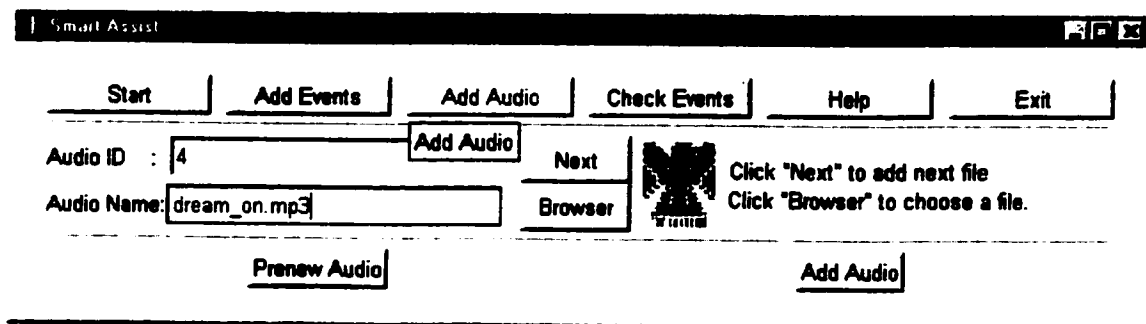 Smart Assist
Start Add Events Add Audio Check Events Help Exit
Add Audio
Audio ID : 4
Next
Click "Next" to add next file
Audio Name: dream_on.mp3
Browser
Click "Browser" to choose a file.
Prenew Audio Add Audio